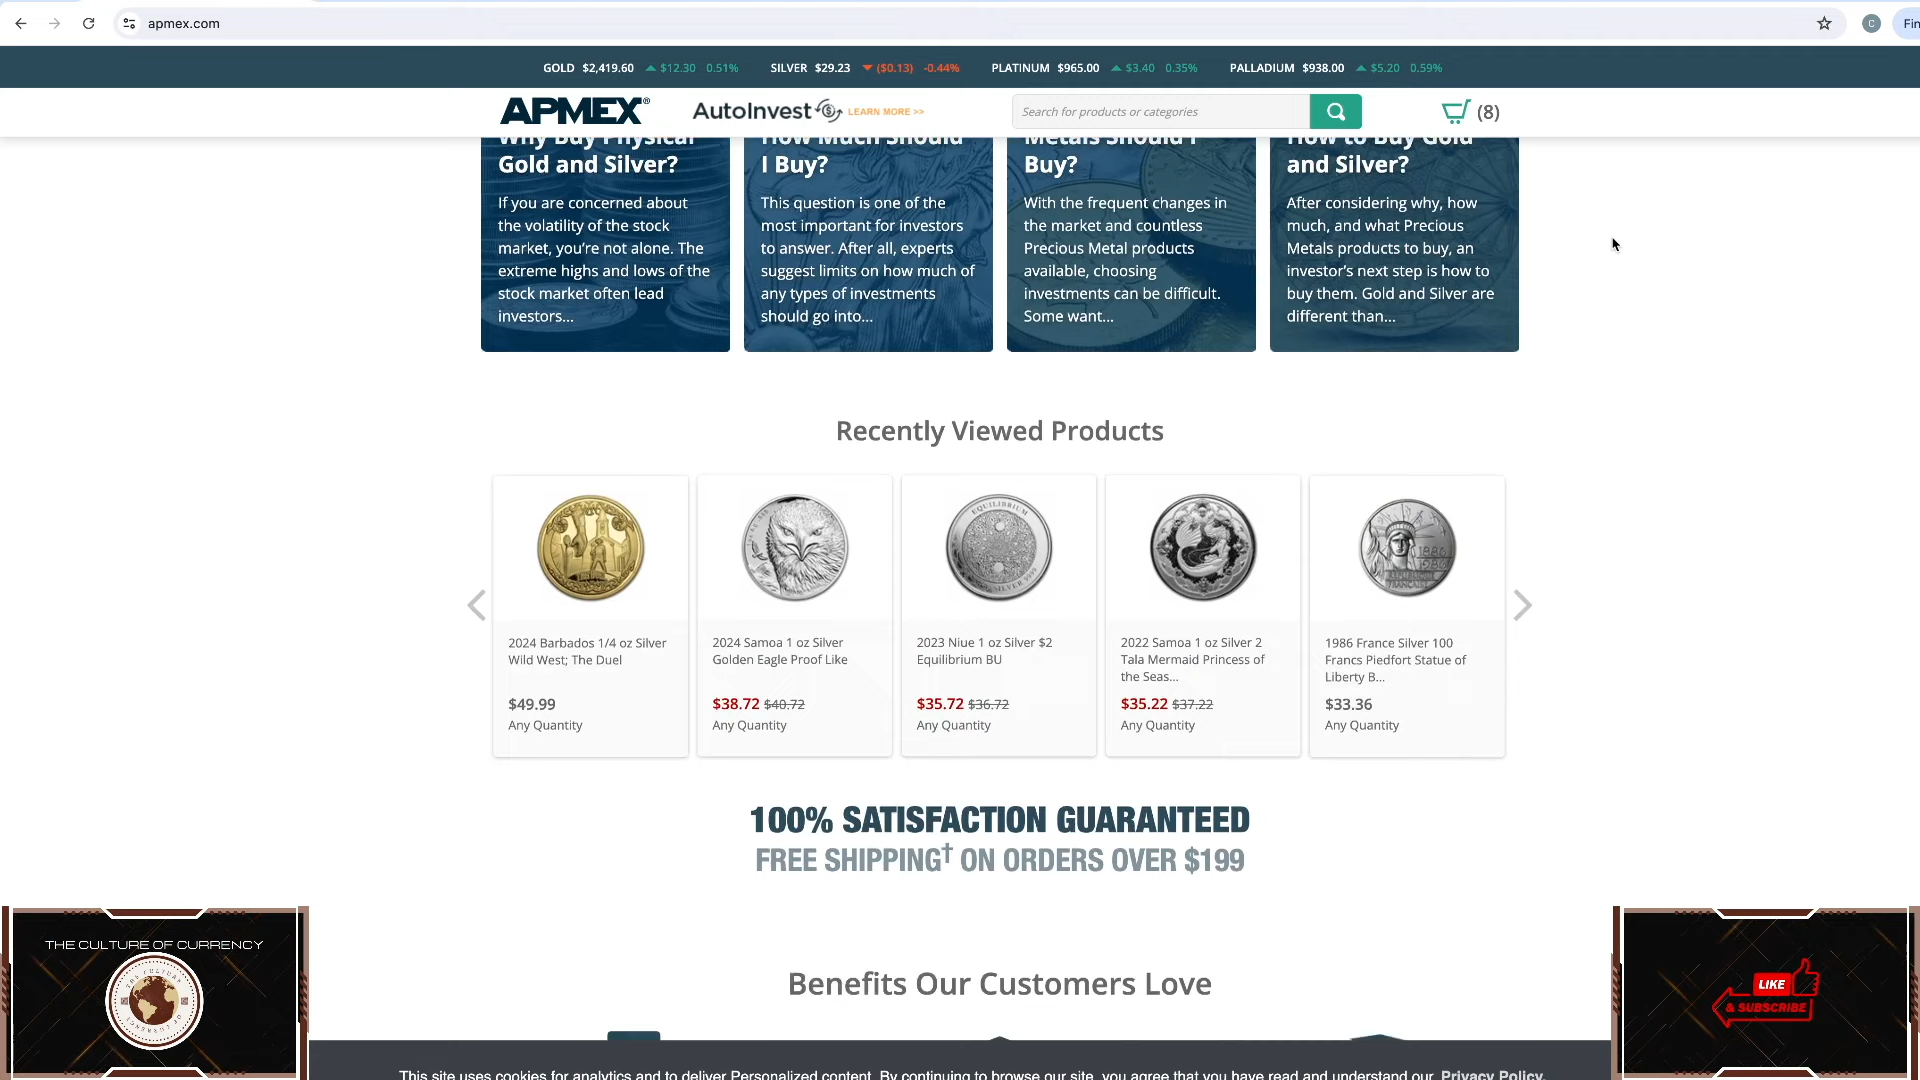 apmex.com
C
Fin
GOLD $2,419.60 $12.30 0.51% SILVER $29.23 ($0.13) -0.44% PLATINUM $965.00 $3.40 0.35% PALLADIUM $938.00 $5.20 0.59%
APMEX® AutoInvest LEARN MORE >> Search for products or categories (8)
Why Buy Physical
Gold and Silver?
If you are concerned about
the volatility of the stock
market, you’re not alone. The
extreme highs and lows of the
stock market often lead
investors...
How Much Should
I Buy?
This question is one of the
most important for investors
to answer. After all, experts
suggest limits on how much of
any types of investments
should go into...
Metals Should I
Buy?
With the frequent changes in
the market and countless
Precious Metal products
available, choosing
investments can be difficult.
Some want...
How to Buy Gold
and Silver?
After considering why, how
much, and what Precious
Metals products to buy, an
investor’s next step is how to
buy them. Gold and Silver are
different than...
Recently Viewed Products
EQUILIBRIUM
1886
1986
2024 Barbados 1/4 oz Silver
Wild West; The Duel
$49.99
Any Quantity
2024 Samoa 1 oz Silver
Golden Eagle Proof Like
$38.72 $40.72
Any Quantity
2023 Niue 1 oz Silver $2
Equilibrium BU
$35.72 $36.72
Any Quantity
2022 Samoa 1 oz Silver 2
Tala Mermaid Princess of
the Seas...
$35.22 $37.22
Any Quantity
1986 France Silver 100
Francs Piedfort Statue of
Liberty B...
$33.36
Any Quantity
100% SATISFACTION GUARANTEED
FREE SHIPPING† ON ORDERS OVER $199
Benefits Our Customers Love
THE CULTURE OF CURRENCY
THE CULTURE
OF CURRENCY
LIKE
& SUBSCRIBE
This site uses cookies for analytics and to deliver Personalized content. By continuing to browse our site, you agree that you have read and understand our Privacy Policy.